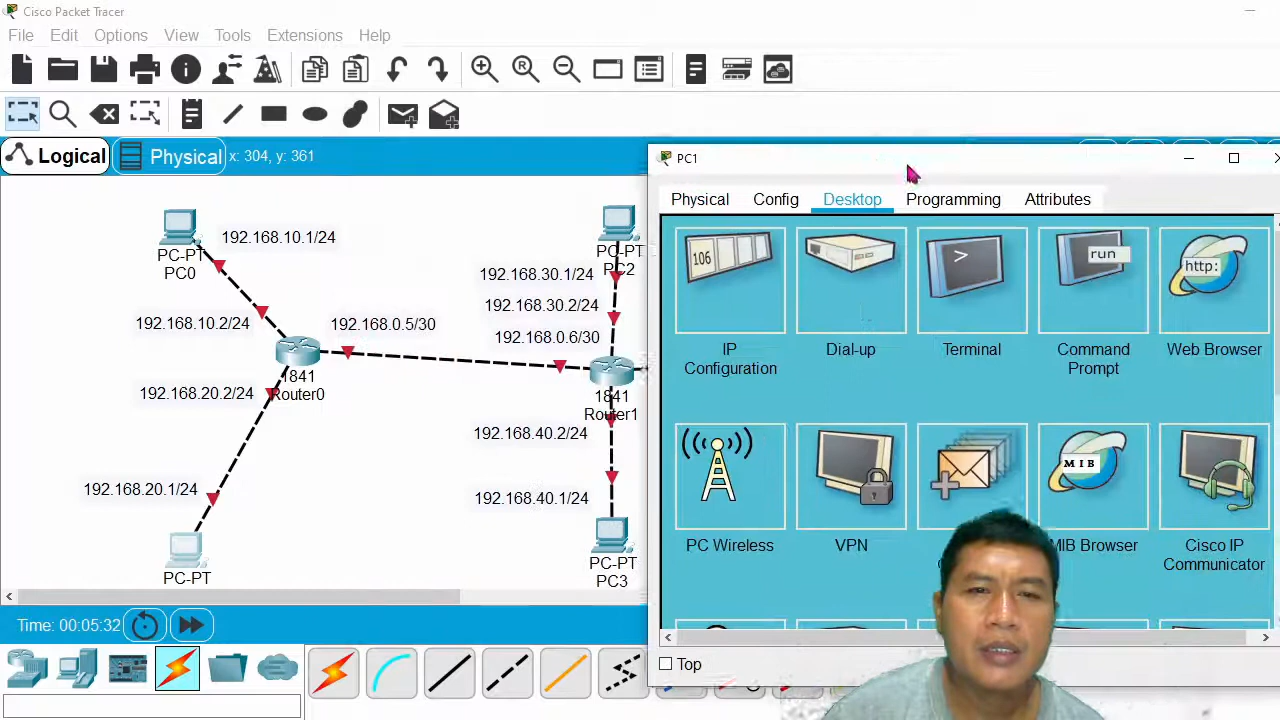 Cisco Packet Tracer
File Edit Options View Tools Extensions Help
Logical Physical x: 304, y: 361
PC1
Physical Config Desktop Programming Attributes
PC-PT
PC0
192.168.10.1/24
192.168.10.2/24
192.168.0.5/30
1841
Router0
192.168.20.2/24
192.168.20.1/24
PC-PT
PC-PT
PC2
192.168.30.1/24
192.168.30.2/24
192.168.0.6/30
1841
Router1
192.168.40.2/24
192.168.40.1/24
PC-PT
PC3
106
>
run
http:
IP
Configuration
Dial-up
Terminal
Command
Prompt
Web Browser
MIB
PC Wireless
VPN
MIB Browser
Cisco IP
Communicator
Top
Time: 00:05:32